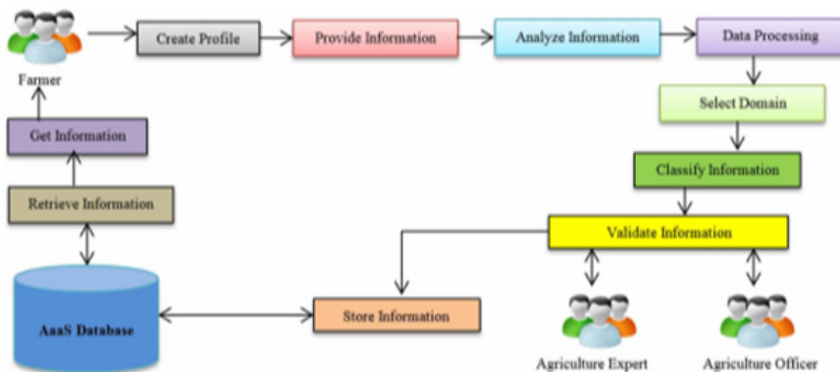 Farmer
Create Profile
Provide Information
Analyze Information
Data Processing
Select Domain
Classify Information
Validate Information
Agriculture Expert
Agriculture Officer
Store Information
AaaS Database
Retrieve Information
Get Information